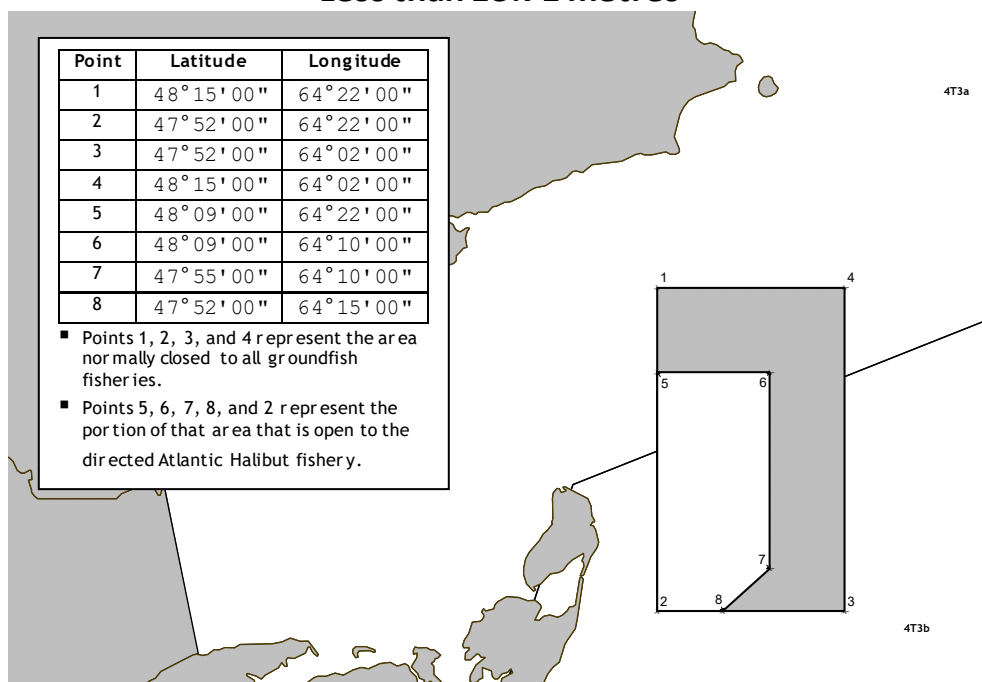 Point Latitude Longitude
1 48°15'00" 64°22'00"
2 47°52'00" 64°22'00"
3 47°52'00" 64°02'00"
4 48°15'00" 64°02'00"
5 48°09'00" 64°22'00"
6 48°09'00" 64°10'00"
7 47°55'00" 64°10'00"
8 47°52'00" 64°15'00"
▪ Points 1, 2, 3, and 4 represent the area
normally closed to all groundfish
fisheries.
▪ Points 5, 6, 7, 8, and 2 represent the
portion of that area that is open to the
directed Atlantic Halibut fishery.
4T3a
1
4
5
6
7
2
8
3
4T3b